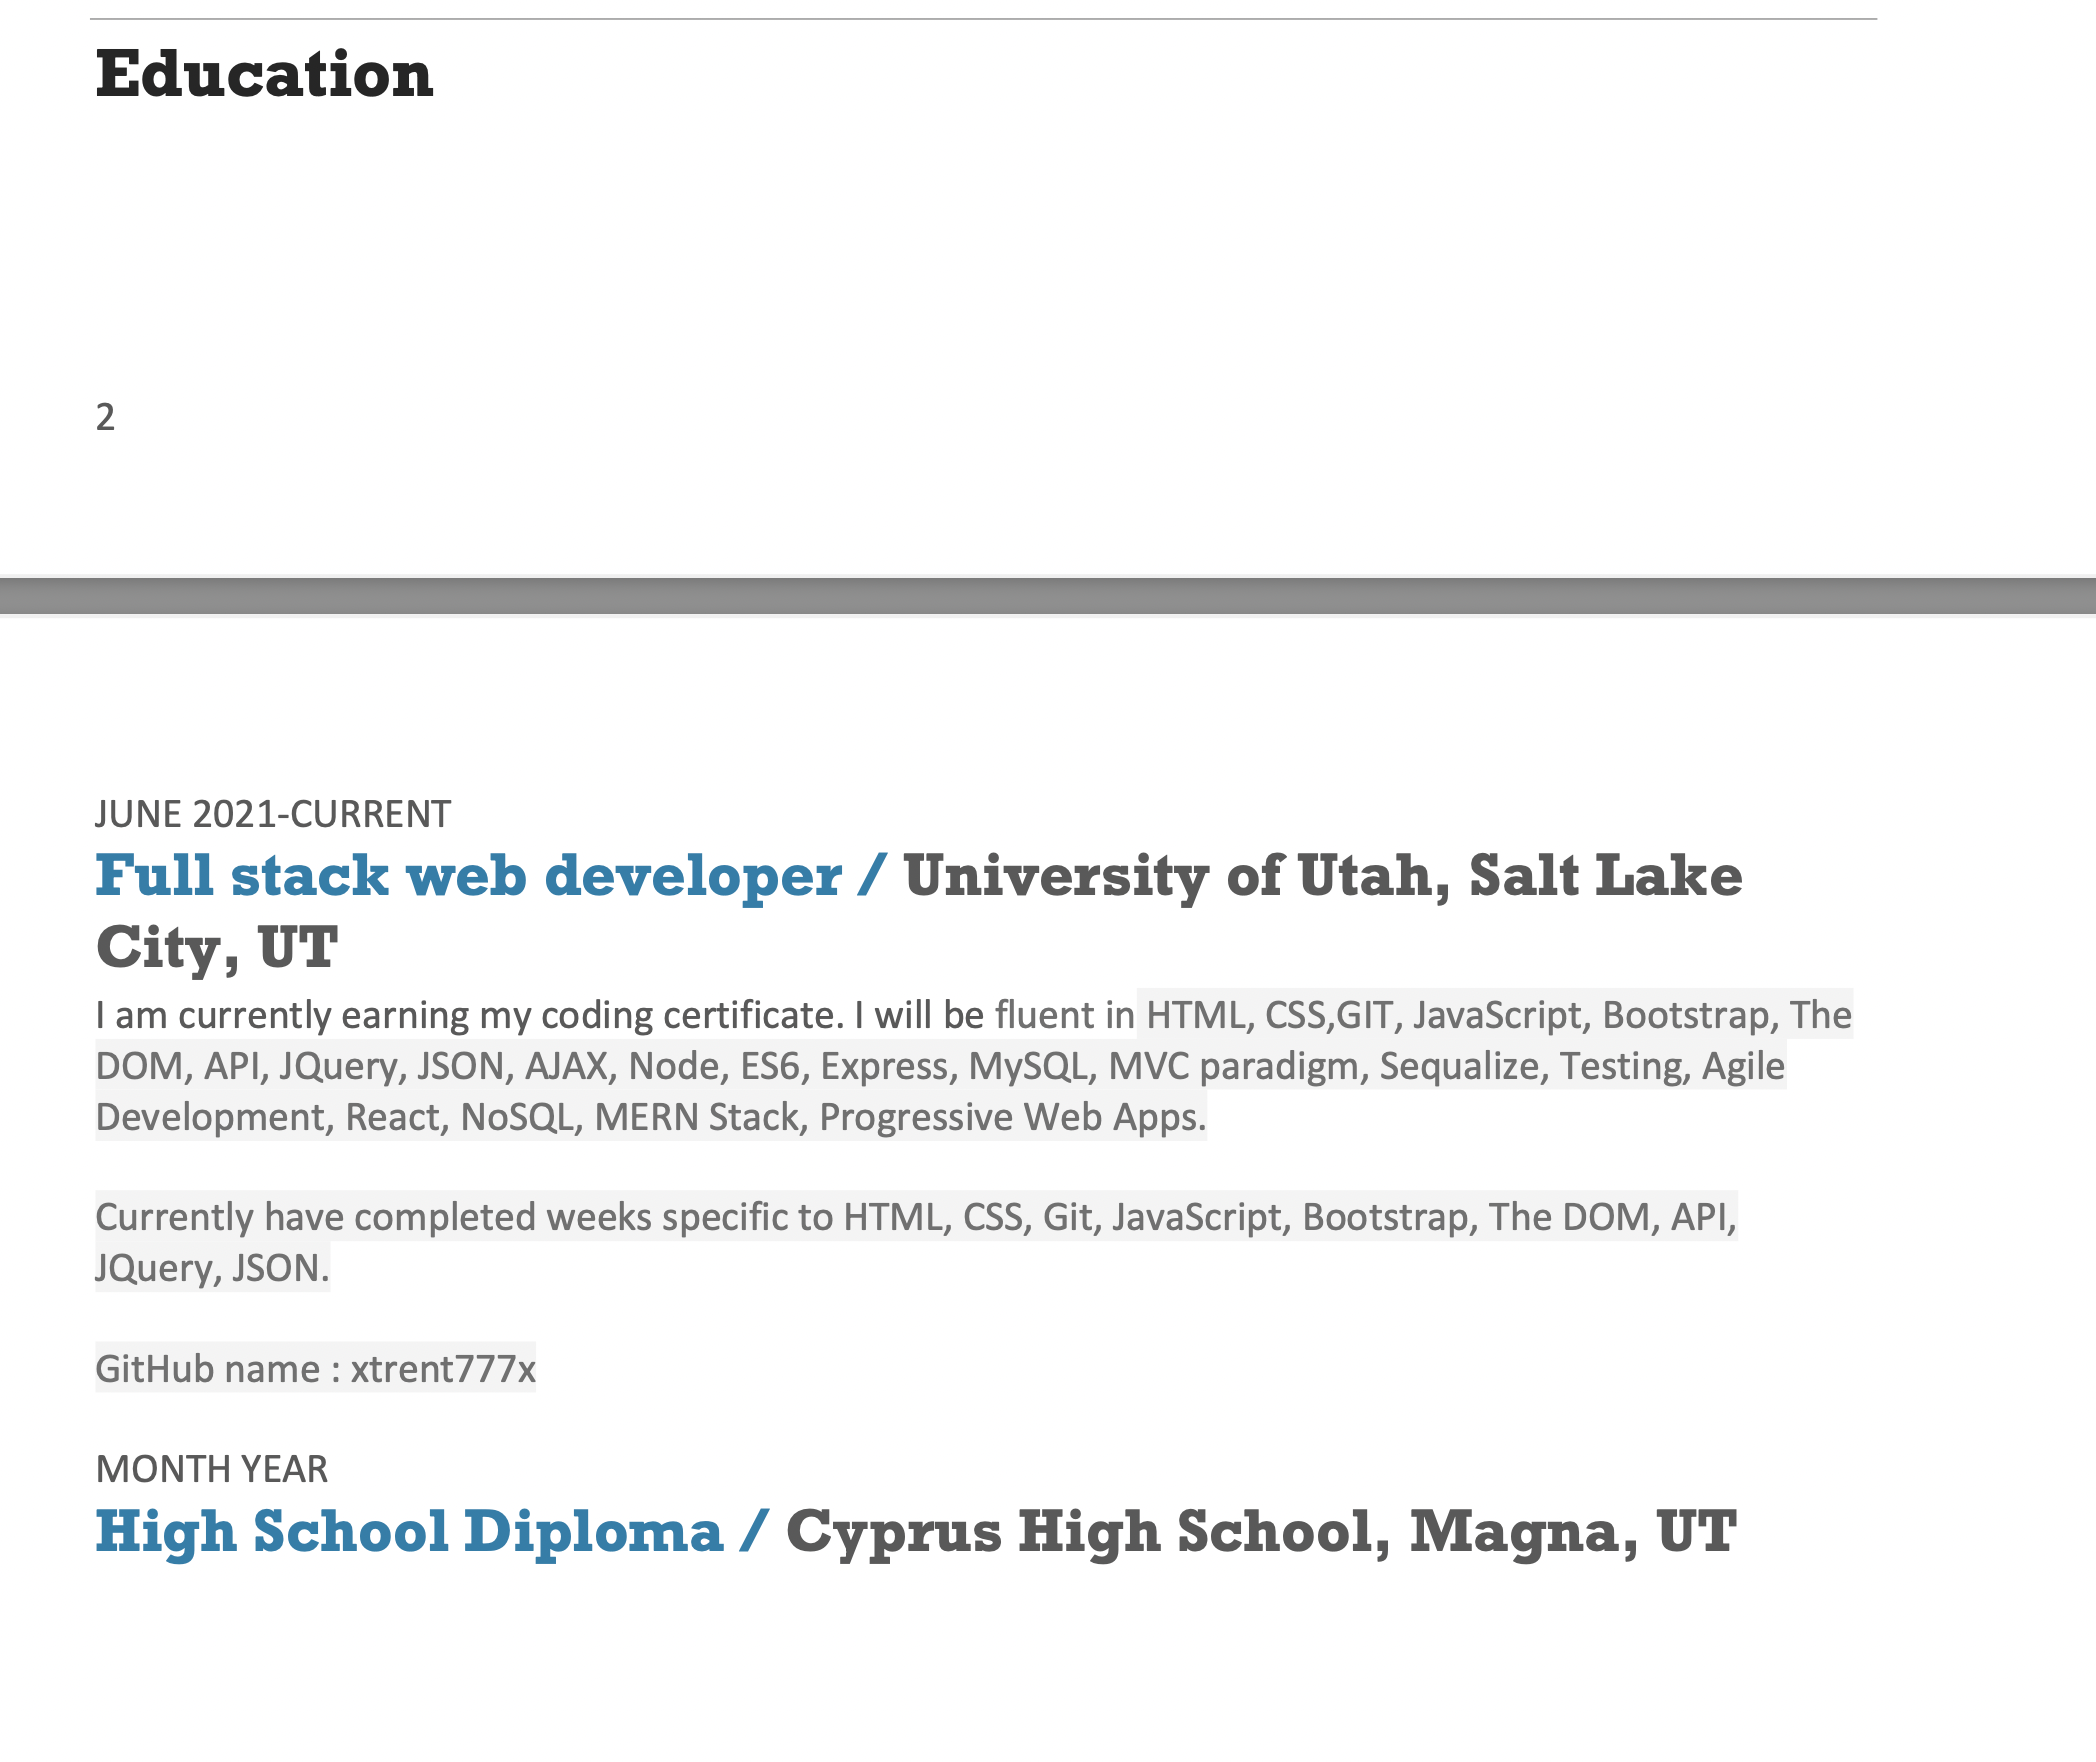 Education
2
JUNE 2021-CURRENT
Full stack web developer / University of Utah, Salt Lake
City, UT
I am currently earning my coding certificate. I will be fluent in HTML, CSS,GIT, JavaScript, Bootstrap, The
DOM, API, JQuery, JSON, AJAX, Node, ES6, Express, MySQL, MVC paradigm, Sequalize, Testing, Agile
Development, React, NoSQL, MERN Stack, Progressive Web Apps.
Currently have completed weeks specific to HTML, CSS, Git, JavaScript, Bootstrap, The DOM, API,
JQuery, JSON.
GitHub name : xtrent777x
MONTH YEAR
High School Diploma / Cyprus High School, Magna, UT